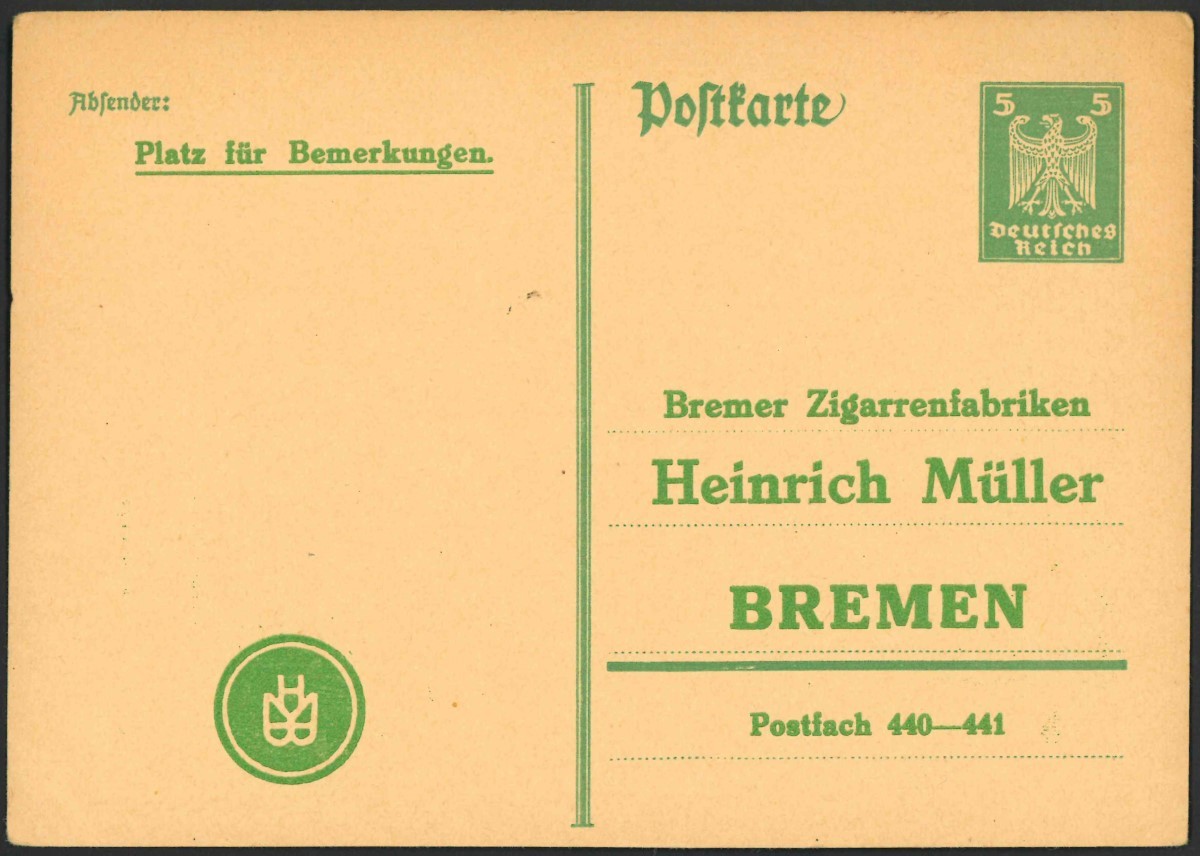 Absender:
Platz für Bemerkungen.
Postkarte
5 5
Deutsches
Reich
Bremer Zigarrenfabriken
Heinrich Müller
BREMEN
Postfach 440—441